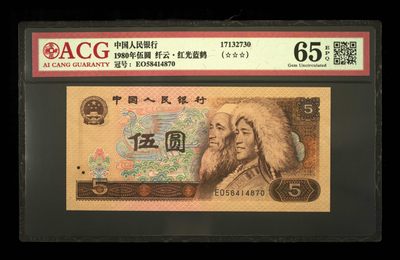 ACG
AI CANG GUARANTY
中国人民银行
1980年伍圆 纤云·红光蓝鹤
冠号：EO58414870
17132730
(☆☆☆)
65 EPQ
Gem Uncirculated
中国人民银行
5
伍圆
EO58414870
5
5